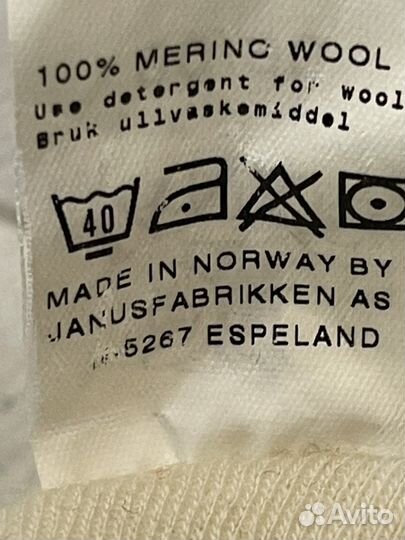 100% MERINO WOOL
Use detergent for wool
Bruk ullvaskemiddel
40
MADE IN NORWAY BY
JANUSFABRIKKEN AS
-5267 ESPELAND
Avito